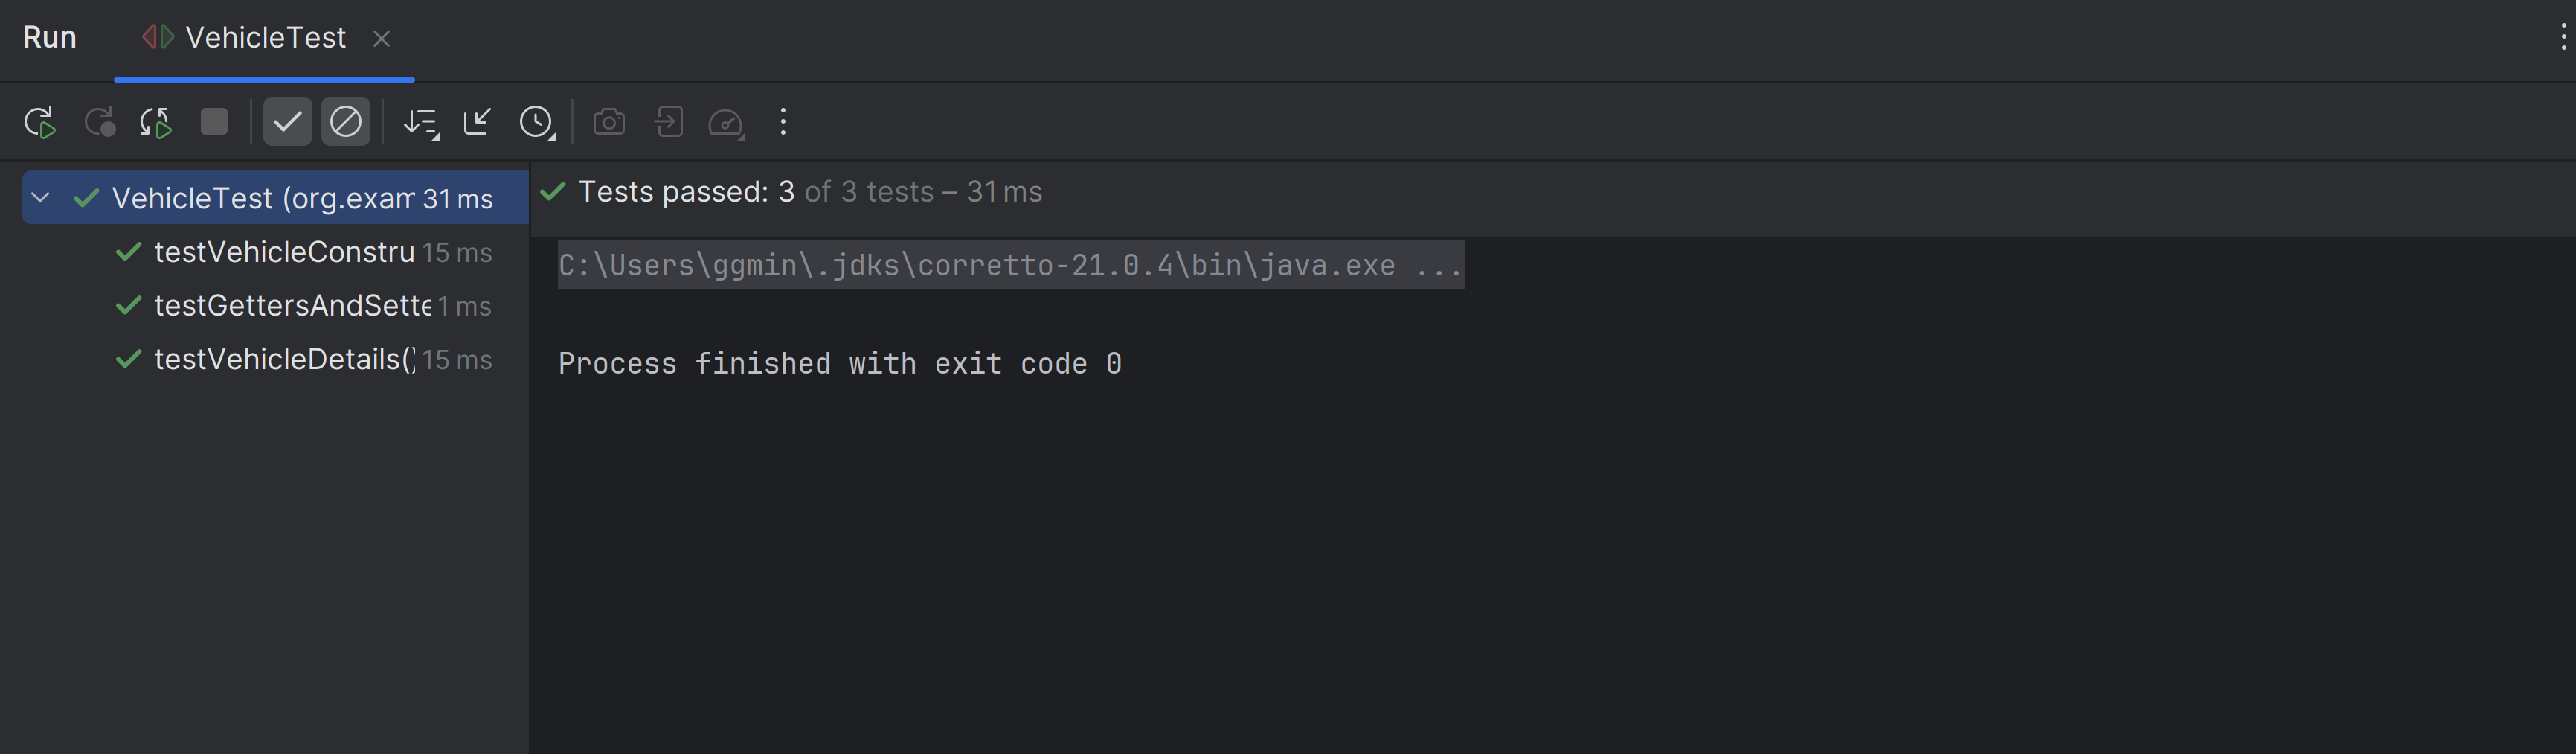 Run VehicleTest
VehicleTest (org.exam 31 ms
testVehicleConstru 15 ms
testGettersAndSette 1 ms
testVehicleDetails() 15 ms
Tests passed: 3 of 3 tests – 31 ms
C:\Users\ggmin\.jdks\corretto-21.0.4\bin\java.exe ...
Process finished with exit code 0